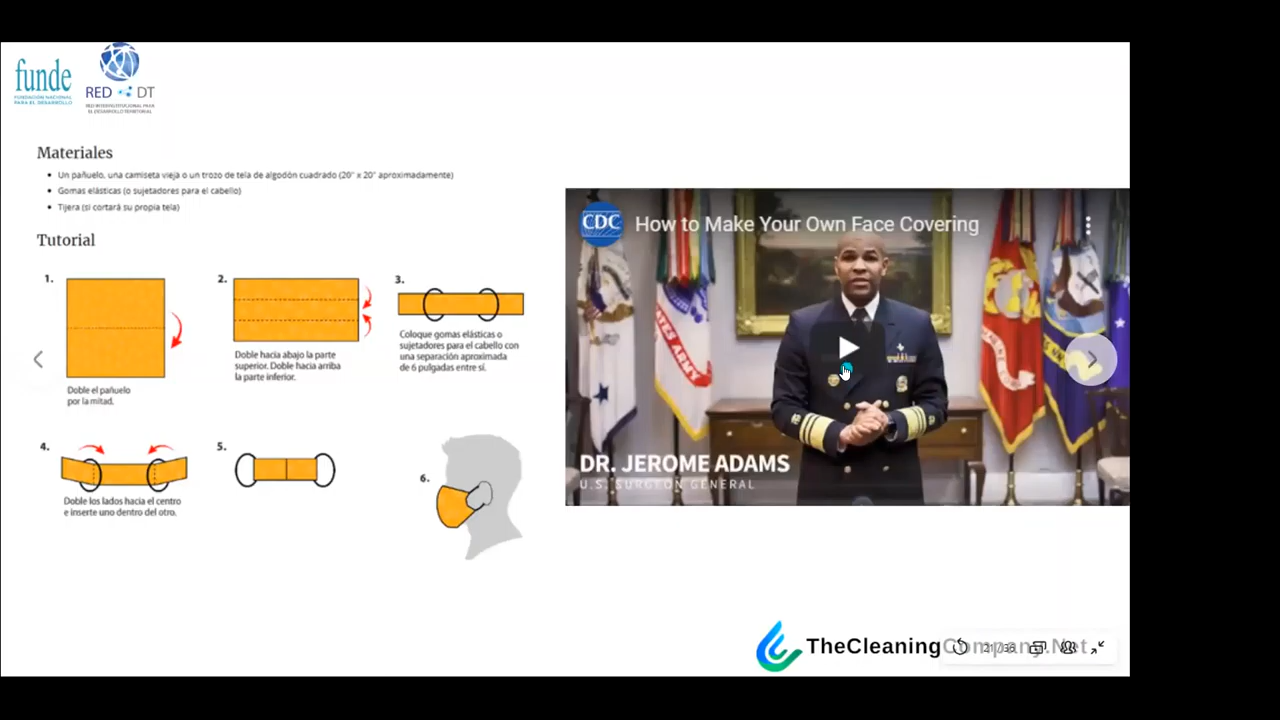 funde
FUNDACIÓN NACIONAL
PARA EL DESARROLLO
RED DT
RED INTERINSTITUCIONAL PARA
EL DESARROLLO TERRITORIAL
Materiales
Un pañuelo, una camiseta vieja o un trozo de tela de algodón cuadrado (20" x 20" aproximadamente)
Gomas elásticas (o sujetadores para el cabello)
Tijera (si cortará su propia tela)
Tutorial
1.
Doble el pañuelo
por la mitad.
2.
Doble hacia abajo la parte
superior. Doble hacia arriba
la parte inferior.
3.
Coloque gomas elásticas o
sujetadores para el cabello con
una separación aproximada
de 6 pulgadas entre sí.
4.
Doble los lados hacia el centro
e inserte uno dentro del otro.
5.
6.
CDC
How to Make Your Own Face Covering
STATES ARMY
DR. JEROME ADAMS
U.S. SURGEON GENERAL
TheCleaningCompany.Net